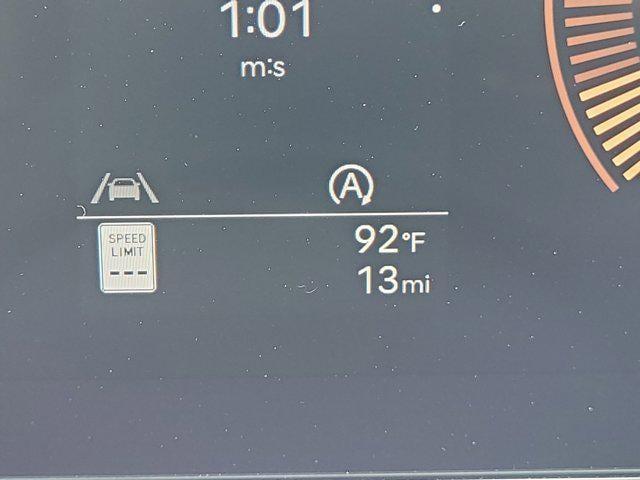 1:01
m:s
A
SPEED
LIMIT
---
92°F
13mi